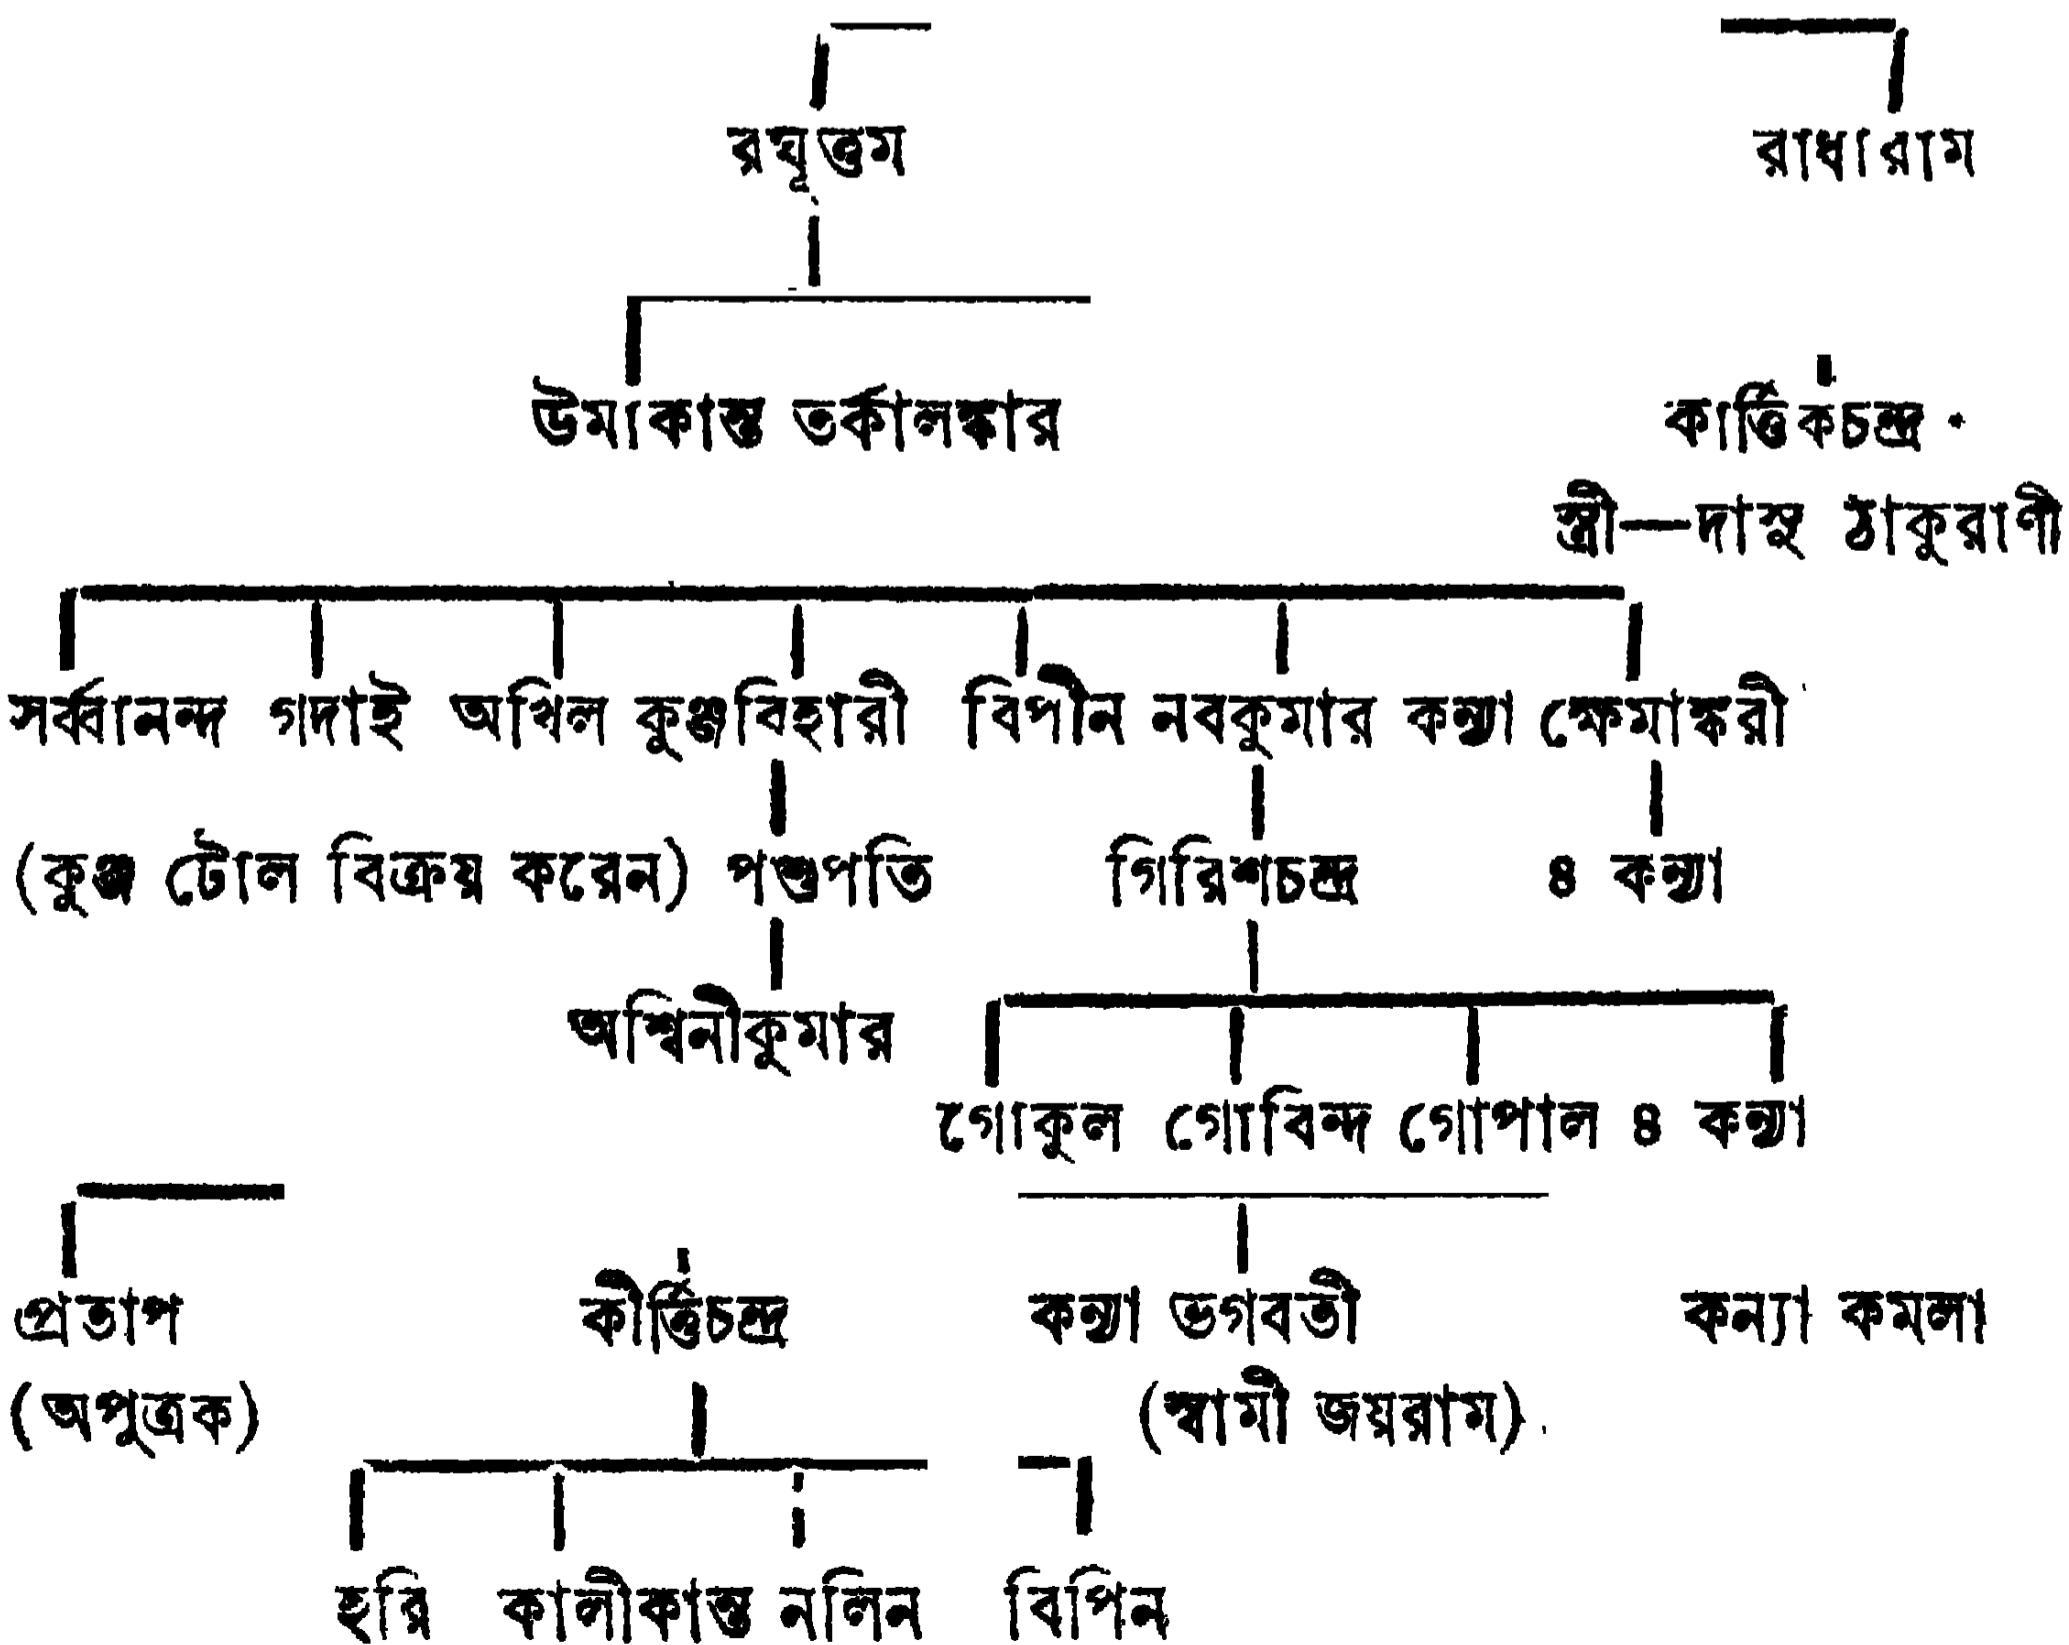 রঘূত্তম রাধারাম
উমাকান্ত তর্কালঙ্কার কার্ত্তিকচন্দ্র
স্ত্রী—দাসু ঠাকুরাণী
সর্ব্বানন্দ গদাই অখিল কুঞ্জবিহারী বিপীন নবকুমার কন্যা ক্ষেমাঙ্করী
(কুঞ্জ টোল বিক্রয় করেন) পশুপতি গিরিশচন্দ্র ৪ কন্যা
অশ্বিনীকুমার
গোকুল গোবিন্দ গোপাল ৪ কন্যা
প্রতাপ কীর্ত্তিচন্দ্র কন্যা ভগবতী কন্যা কমলা
(অপুত্রক) (স্বামী জয়রাম)
হরি কালীকান্ত নলিন বিপিন